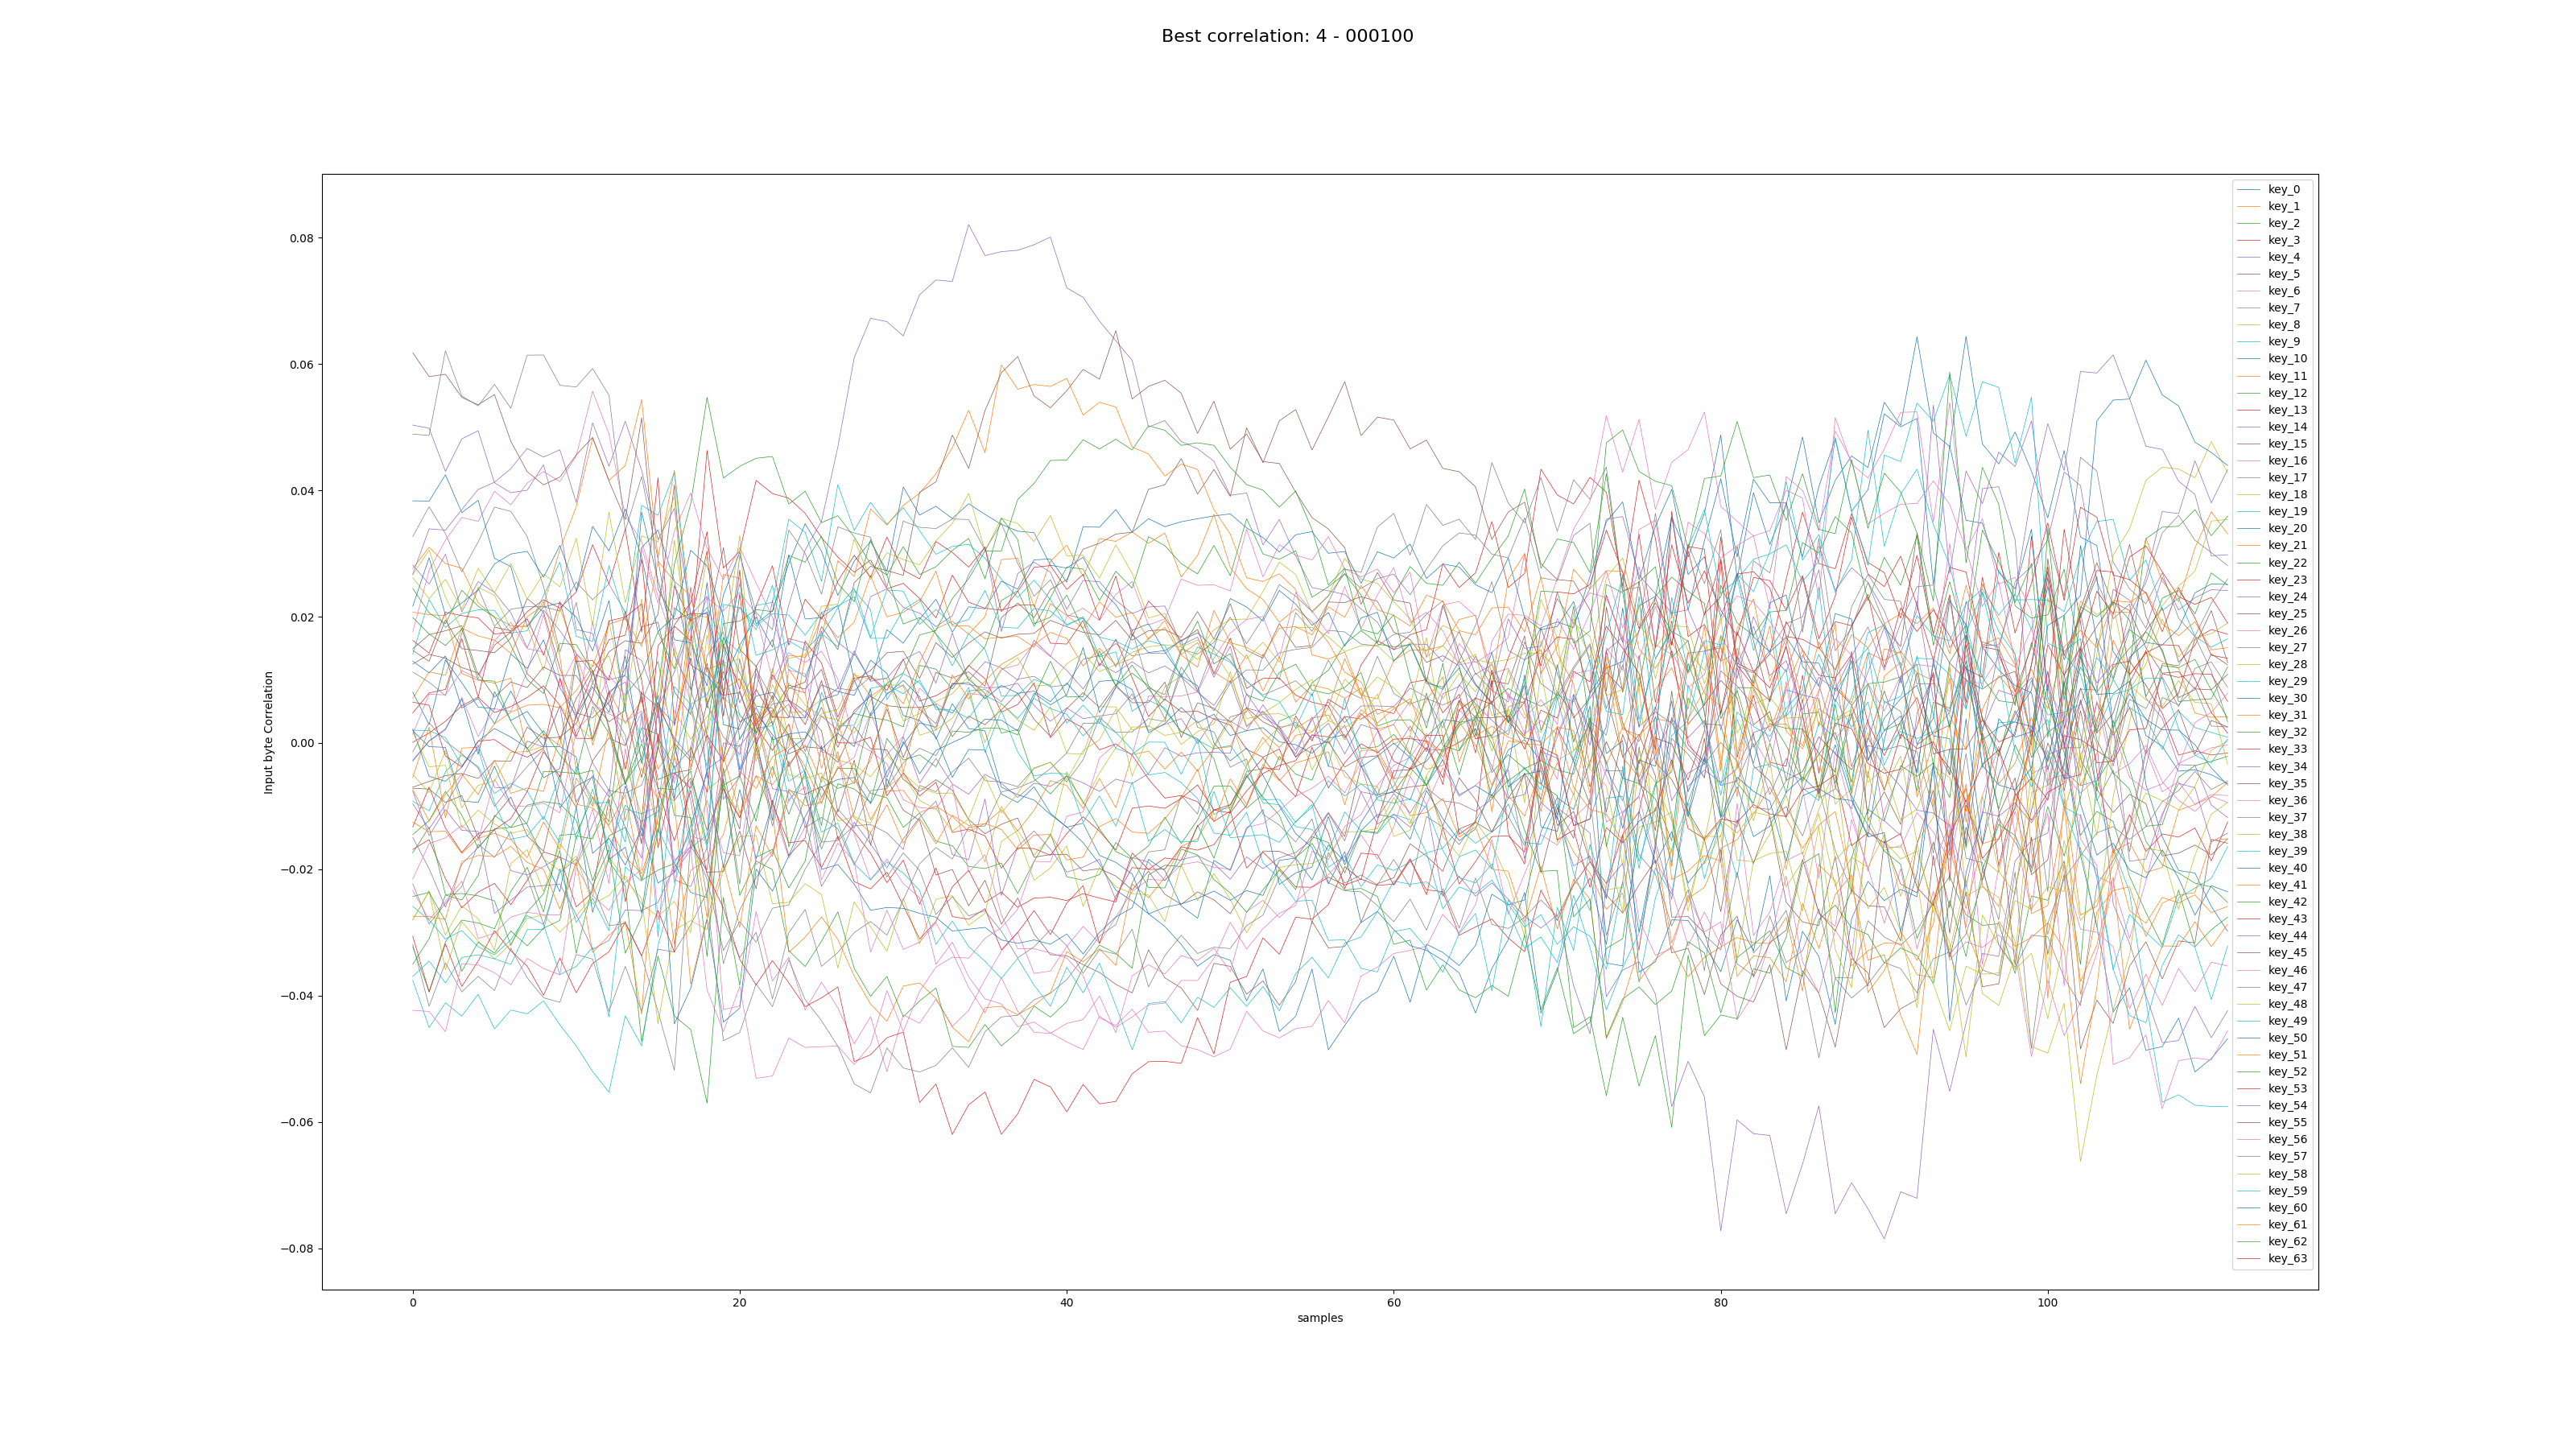 Best correlation: 4 - 000100
0.08
0.06
0.04
0.02
0.00
−0.02
−0.04
−0.06
−0.08
Input byte Correlation
0
20
40
60
80
100
samples
key_0
key_1
key_2
key_3
key_4
key_5
key_6
key_7
key_8
key_9
key_10
key_11
key_12
key_13
key_14
key_15
key_16
key_17
key_18
key_19
key_20
key_21
key_22
key_23
key_24
key_25
key_26
key_27
key_28
key_29
key_30
key_31
key_32
key_33
key_34
key_35
key_36
key_37
key_38
key_39
key_40
key_41
key_42
key_43
key_44
key_45
key_46
key_47
key_48
key_49
key_50
key_51
key_52
key_53
key_54
key_55
key_56
key_57
key_58
key_59
key_60
key_61
key_62
key_63